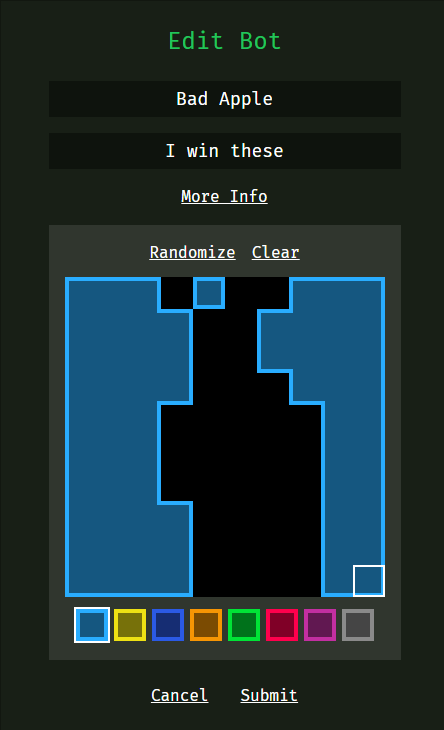 Edit Bot
Bad Apple
I win these
More Info
Randomize Clear
Cancel Submit